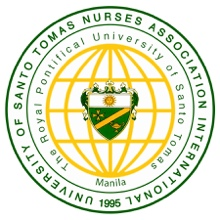 UNIVERSITY OF SANTO TOMAS NURSES ASSOCIATION INTERNATIONAL
The Royal Pontifical University of Santo Tomas
Manila
1995